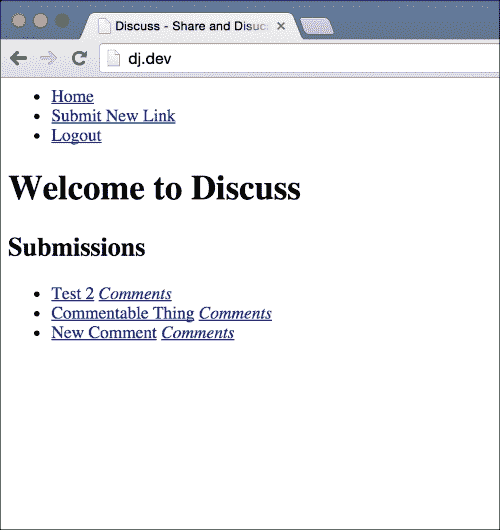 Discuss - Share and Disuc
dj.dev
Home
Submit New Link
Logout
Welcome to Discuss
Submissions
Test 2 Comments
Commentable Thing Comments
New Comment Comments